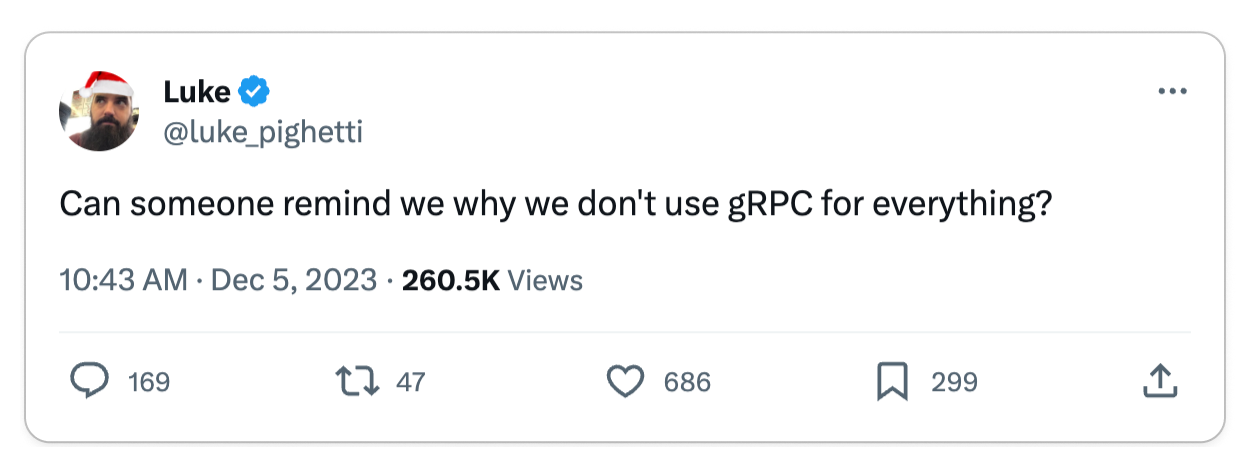 Luke
@luke_pighetti
Can someone remind we why we don't use gRPC for everything?
10:43 AM · Dec 5, 2023 · 260.5K Views
169 47 686 299